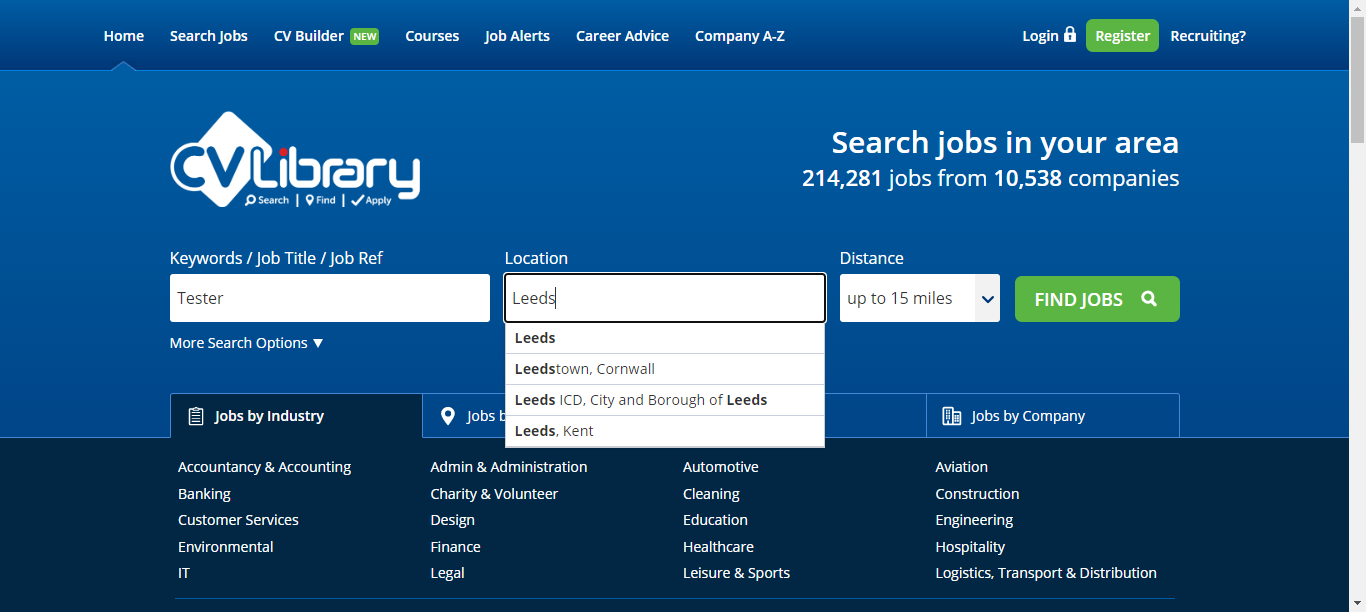 Home Search Jobs CV Builder NEW Courses Job Alerts Career Advice Company A-Z Login Register Recruiting?
CVLibrary
Search | Find | Apply
Search jobs in your area
214,281 jobs from 10,538 companies
Keywords / Job Title / Job Ref Location Distance
Tester Leeds up to 15 miles FIND JOBS
More Search Options ▼
Leeds
Leedstown, Cornwall
Leeds ICD, City and Borough of Leeds
Leeds, Kent
Jobs by Industry Jobs b Jobs by Company
Accountancy & Accounting Admin & Administration Automotive Aviation
Banking Charity & Volunteer Cleaning Construction
Customer Services Design Education Engineering
Environmental Finance Healthcare Hospitality
IT Legal Leisure & Sports Logistics, Transport & Distribution